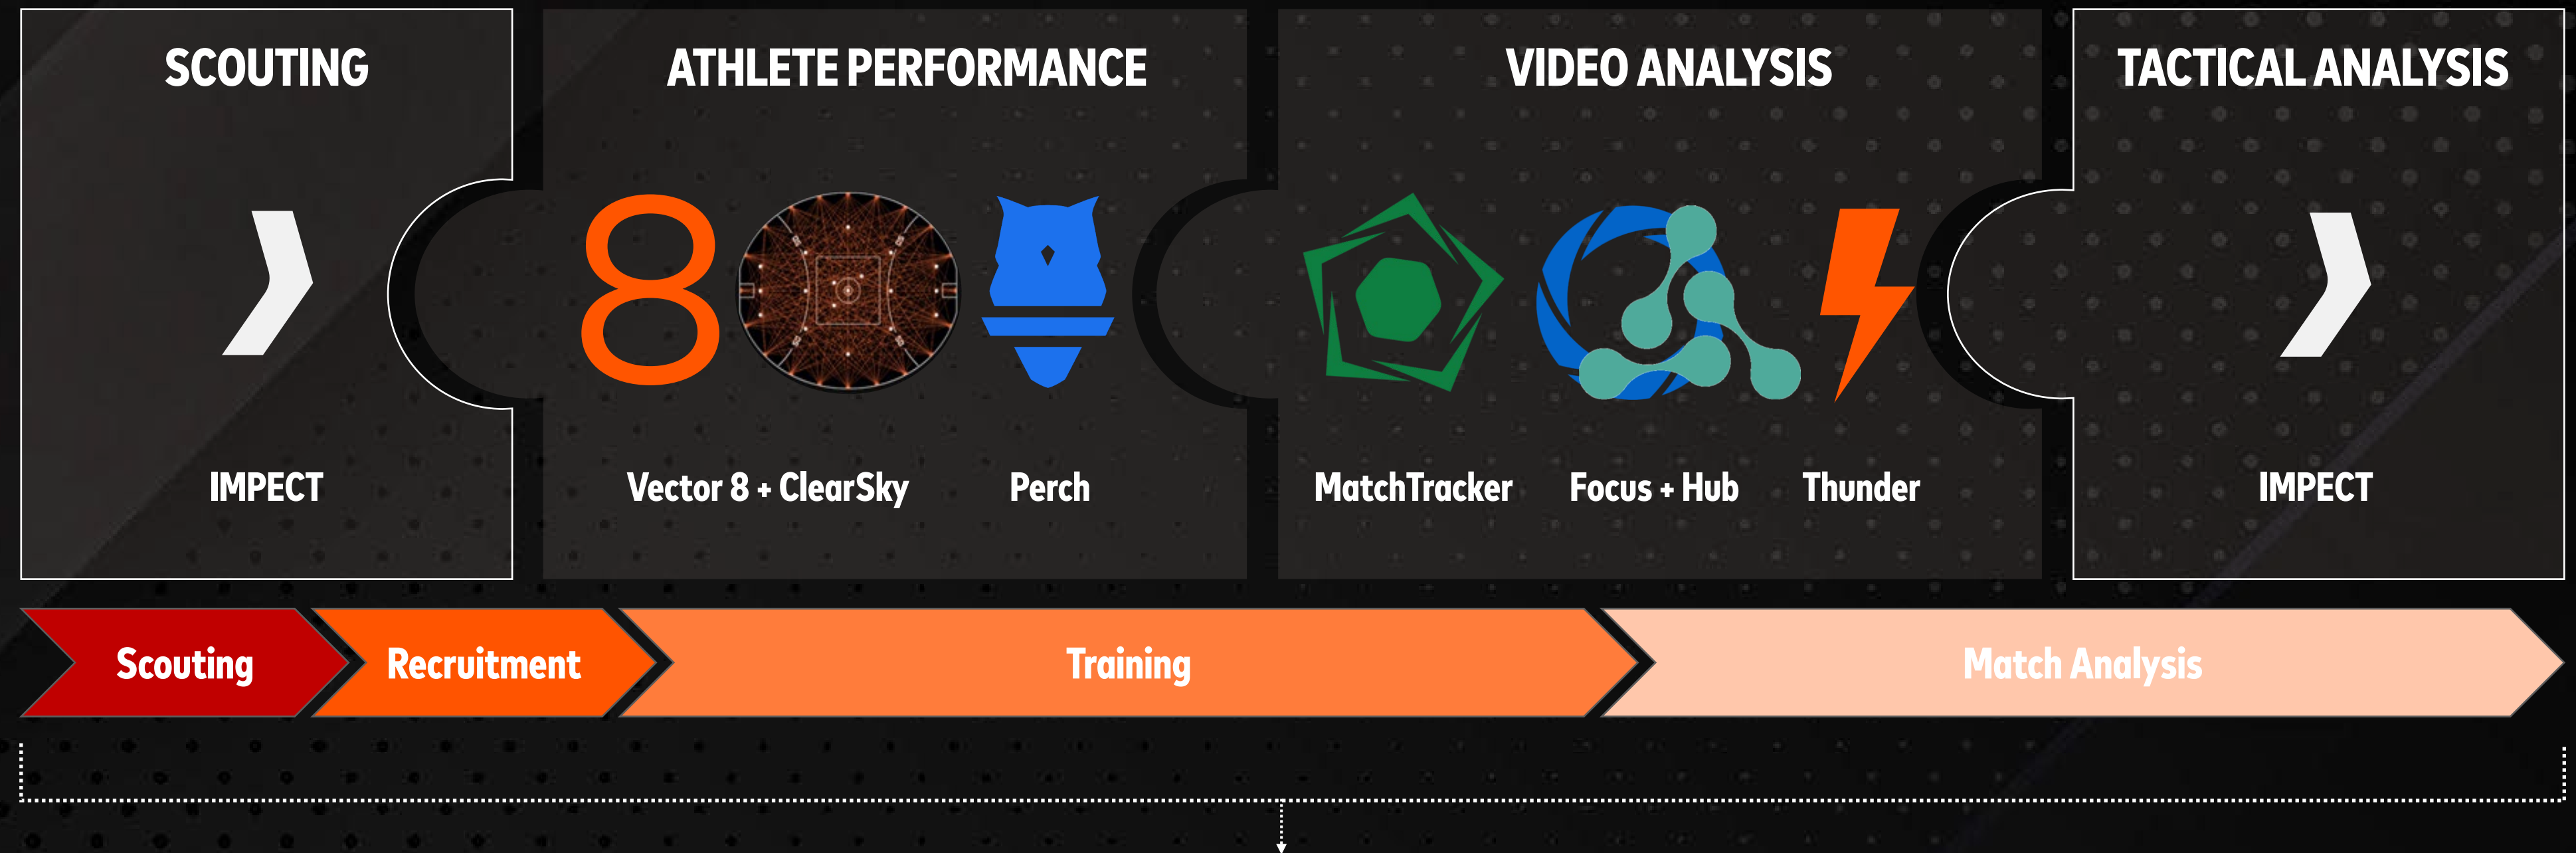 SCOUTING
ATHLETE PERFORMANCE
VIDEO ANALYSIS
TACTICAL ANALYSIS
8
IMPECT
Vector 8 + ClearSky
Perch
MatchTracker
Focus + Hub
Thunder
IMPECT
Scouting
Recruitment
Training
Match Analysis